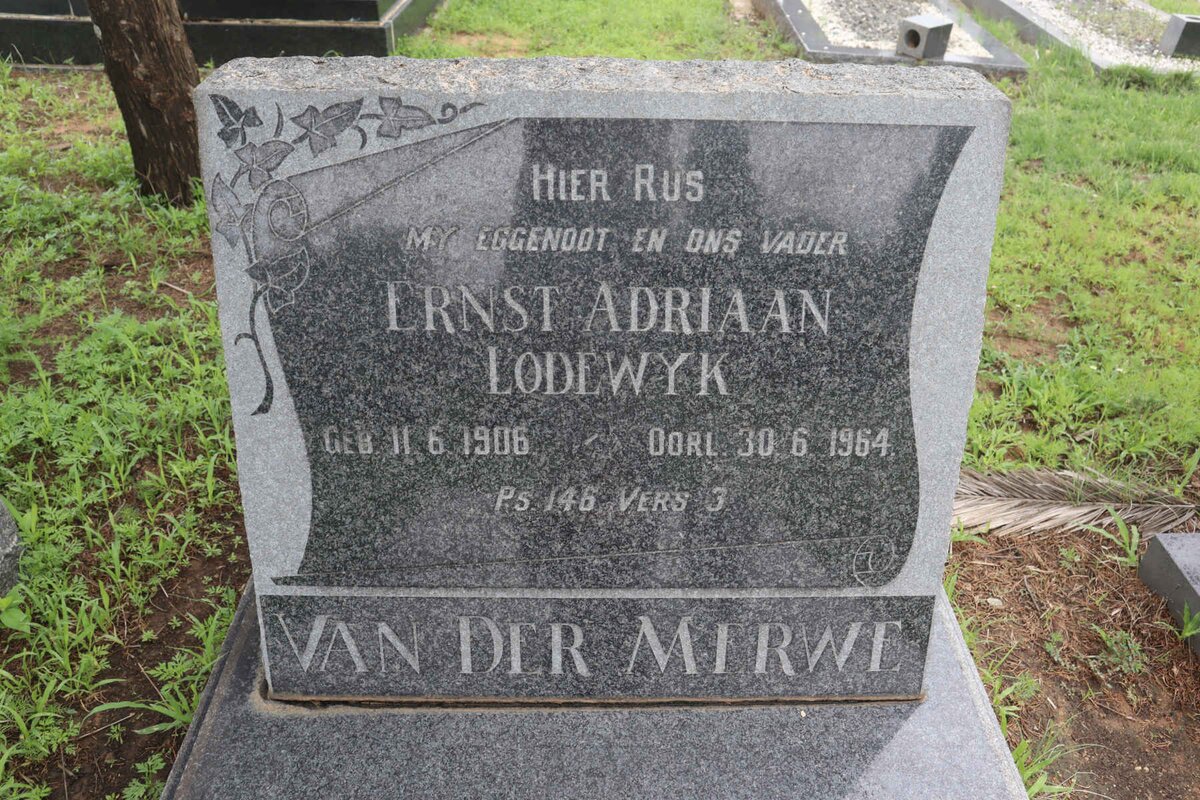 HIER RUS
MY EGGENOOT EN ONS VADER
ERNST ADRIAAN
LODEWYK
GEB 11. 6. 1906 / OORL. 30. 6. 1964.
PS. 146 VERS 3
VAN DER MERWE